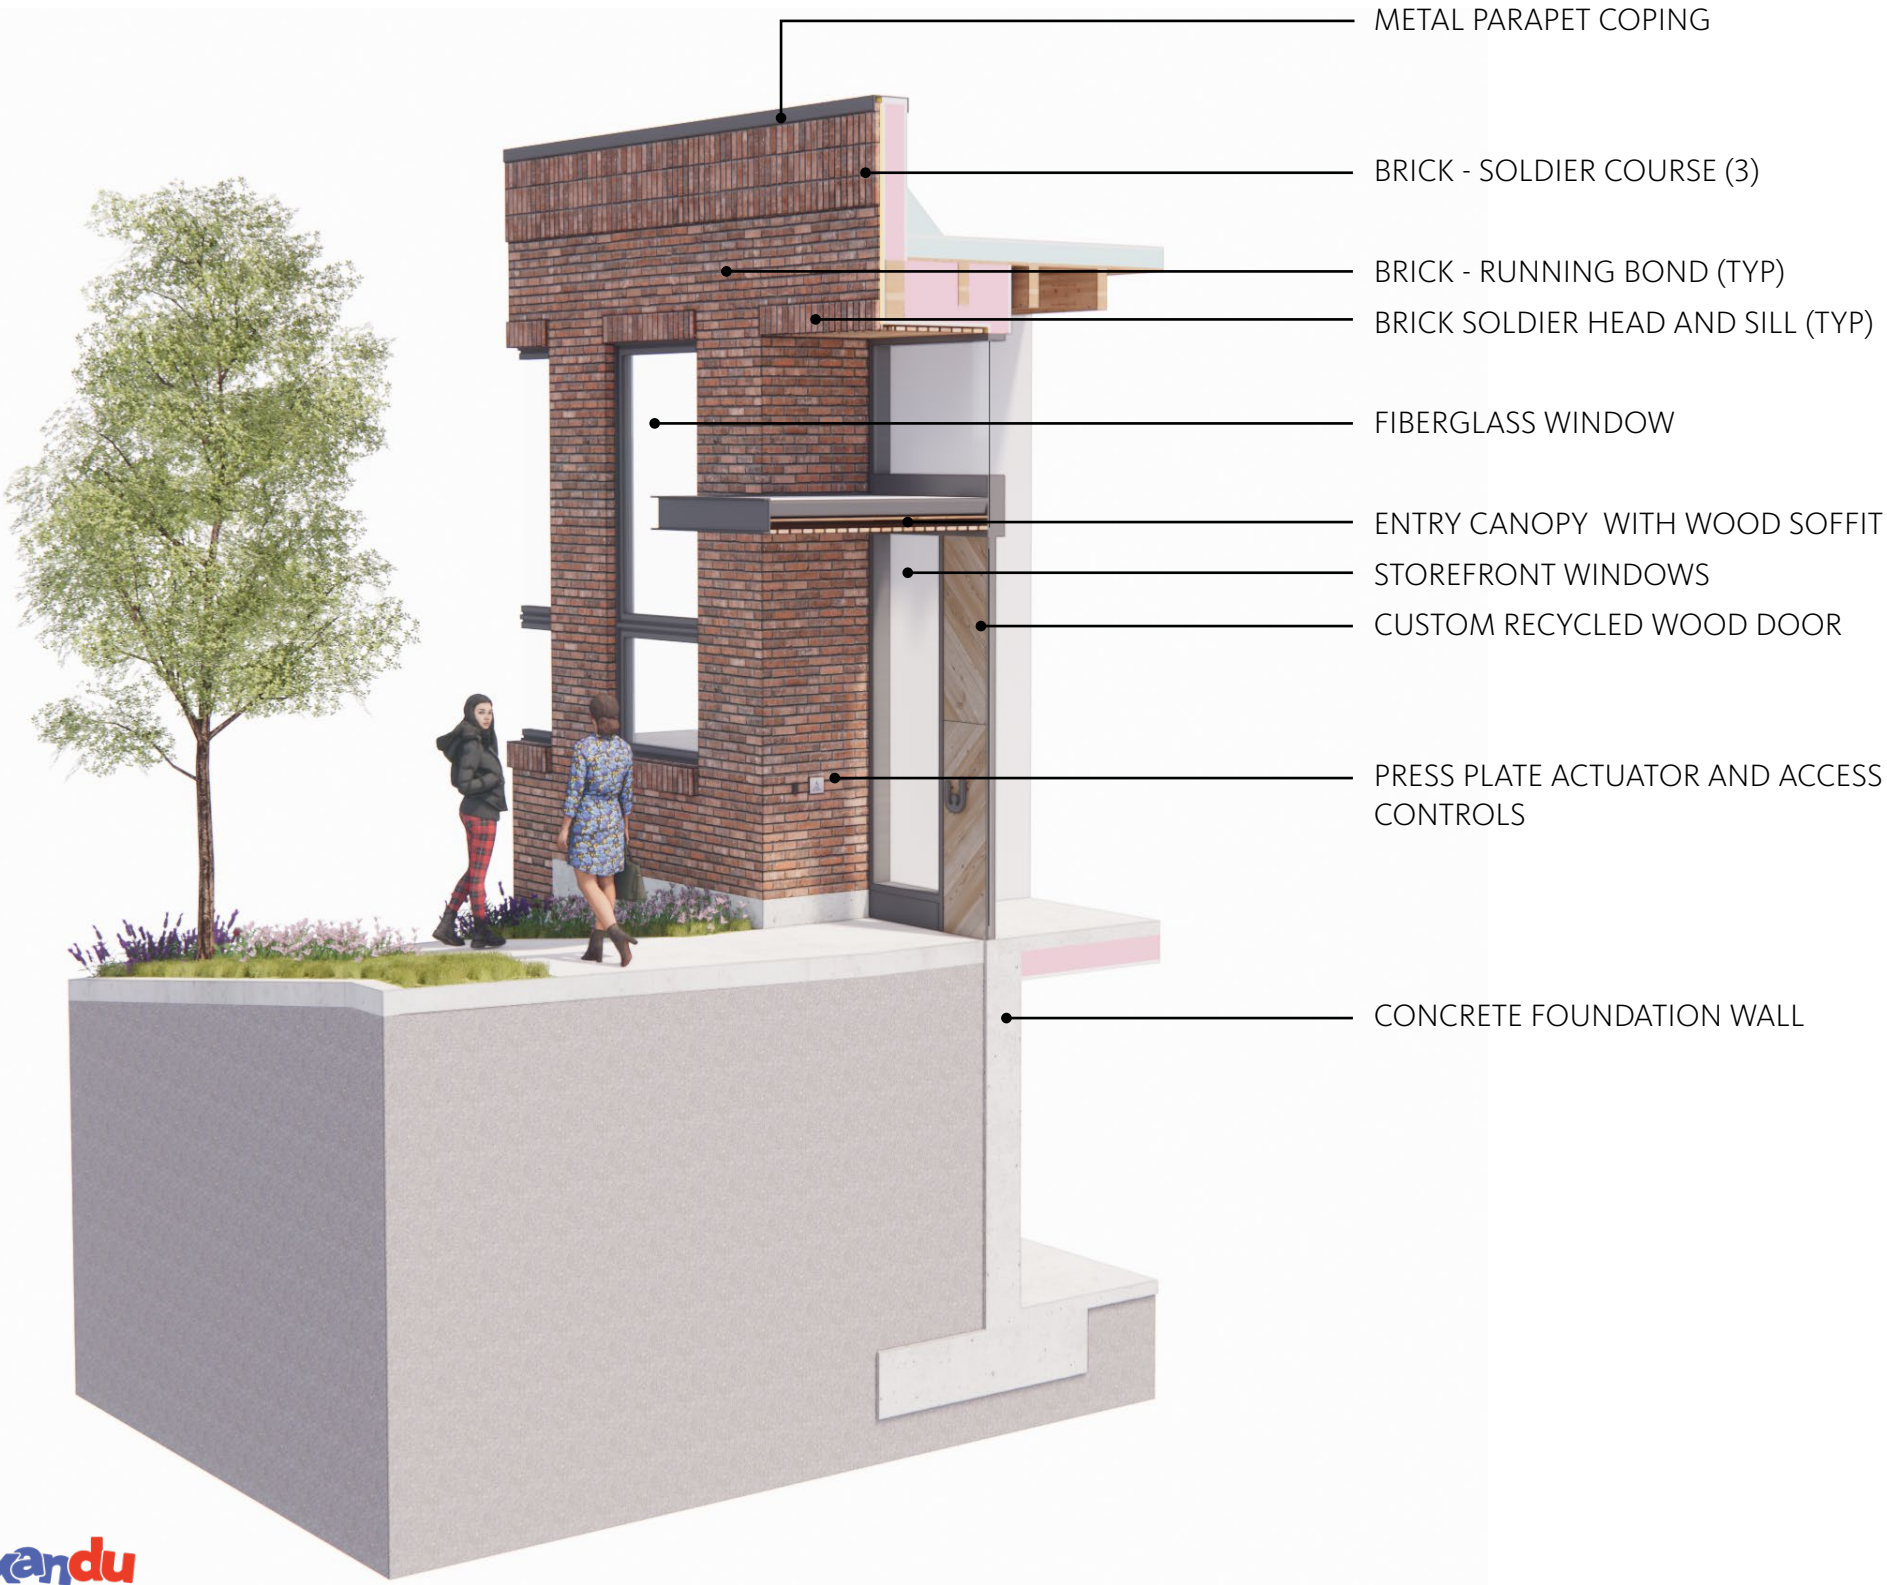 METAL PARAPET COPING
BRICK - SOLDIER COURSE (3)
BRICK - RUNNING BOND (TYP)
BRICK SOLDIER HEAD AND SILL (TYP)
FIBERGLASS WINDOW
ENTRY CANOPY WITH WOOD SOFFIT
STOREFRONT WINDOWS
CUSTOM RECYCLED WOOD DOOR
PRESS PLATE ACTUATOR AND ACCESS
CONTROLS
CONCRETE FOUNDATION WALL